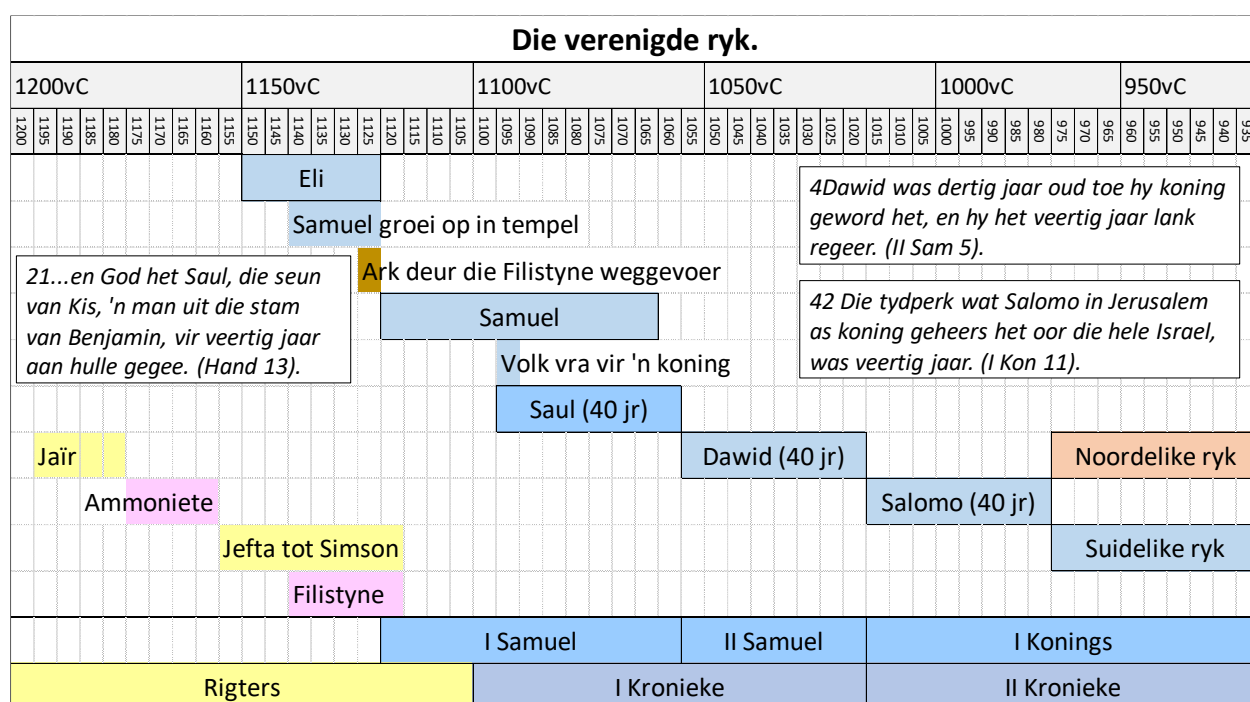 Die verenigde ryk.
1200vC 1150vC 1100vC 1050vC 1000vC 950vC
1200 1195 1190 1185 1180 1175 1170 1165 1160 1155 1150 1145 1140 1135 1130 1125 1120 1115 1110 1105 1100 1095 1090 1085 1080 1075 1070 1065 1060 1055 1050 1045 1040 1035 1030 1025 1020 1015 1010 1005 1000 995 990 985 980 975 970 965 960 955 950 945 940 935
Eli
Samuel groei op in tempel
Ark deur die Filistyne weggevoer
Samuel
Volk vra vir 'n koning
Saul (40 jr)
4Dawid was dertig jaar oud toe hy koning
geword het, en hy het veertig jaar lank
regeer. (II Sam 5).
21...en God het Saul, die seun
van Kis, 'n man uit die stam
van Benjamin, vir veertig jaar
aan hulle gegee. (Hand 13).
42 Die tydperk wat Salomo in Jerusalem
as koning geheers het oor die hele Israel,
was veertig jaar. (I Kon 11).
Jaïr Dawid (40 jr) Noordelike ryk
Ammoniete Salomo (40 jr)
Jefta tot Simson Suidelike ryk
Filistyne
I Samuel II Samuel I Konings
Rigters I Kronieke II Kronieke